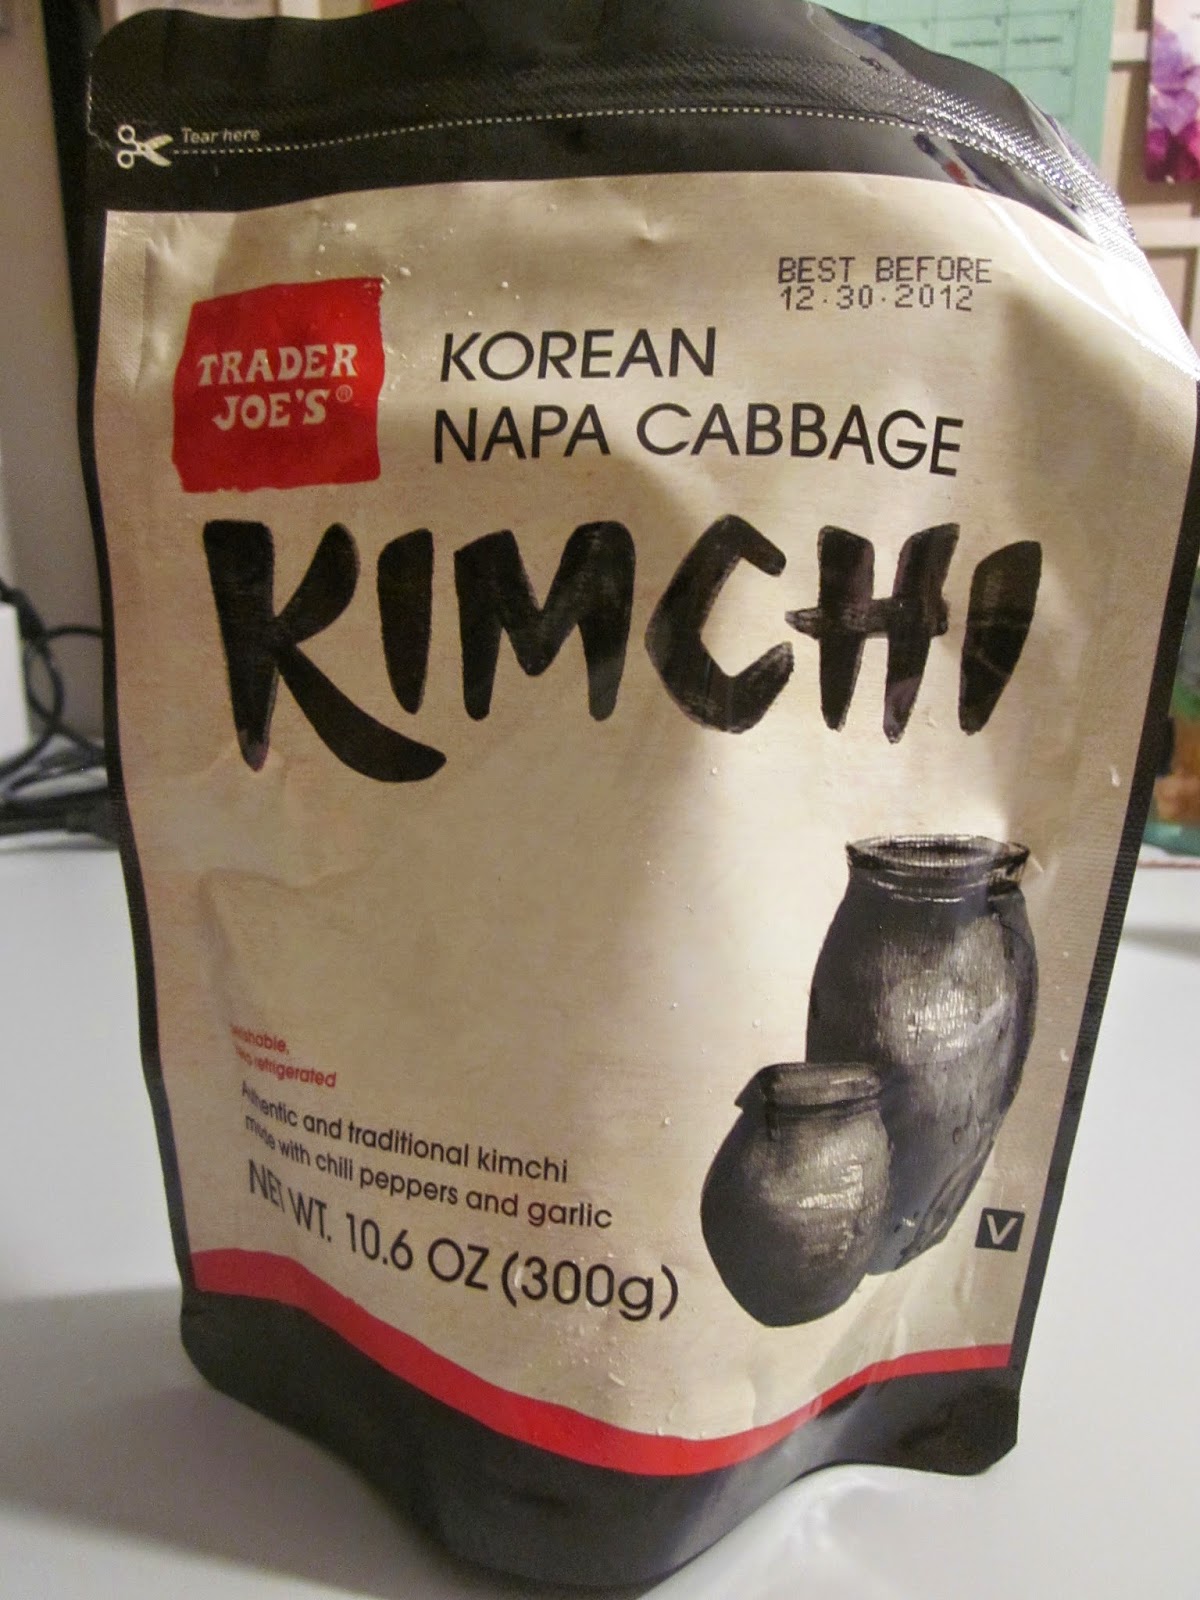 Tear here
BEST BEFORE
12.30.2012
TRADER
JOE'S®
KOREAN
NAPA CABBAGE
KIMCHI
refrigerated
Authentic and traditional kimchi
made with chili peppers and garlic
NET WT. 10.6 OZ (300g)
V